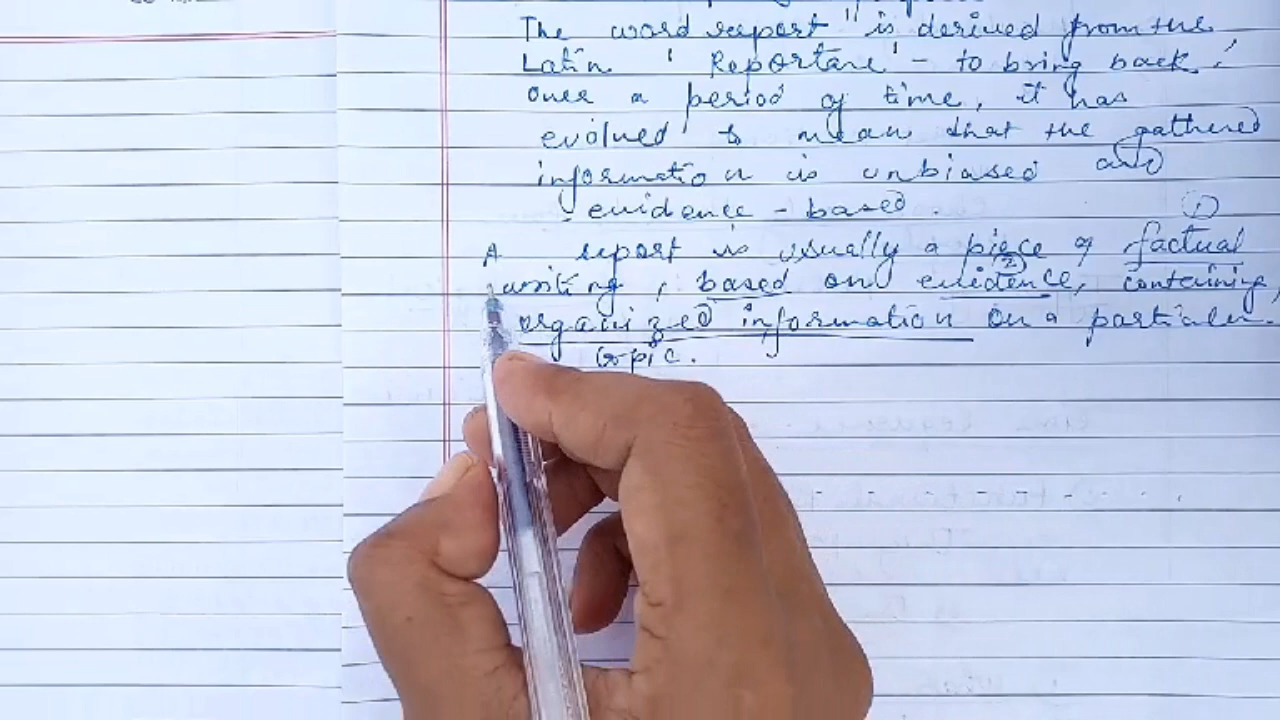 The word report" is derived from the
Latin ' Reportare' - to bring back.'
Over a period of time, it has
evolved to mean that the gathered
information is unbiased and
evidence - based.
A report is usually a piece of factual ①
writing, based on evidence, ② containing
organized information on a particular
topic.